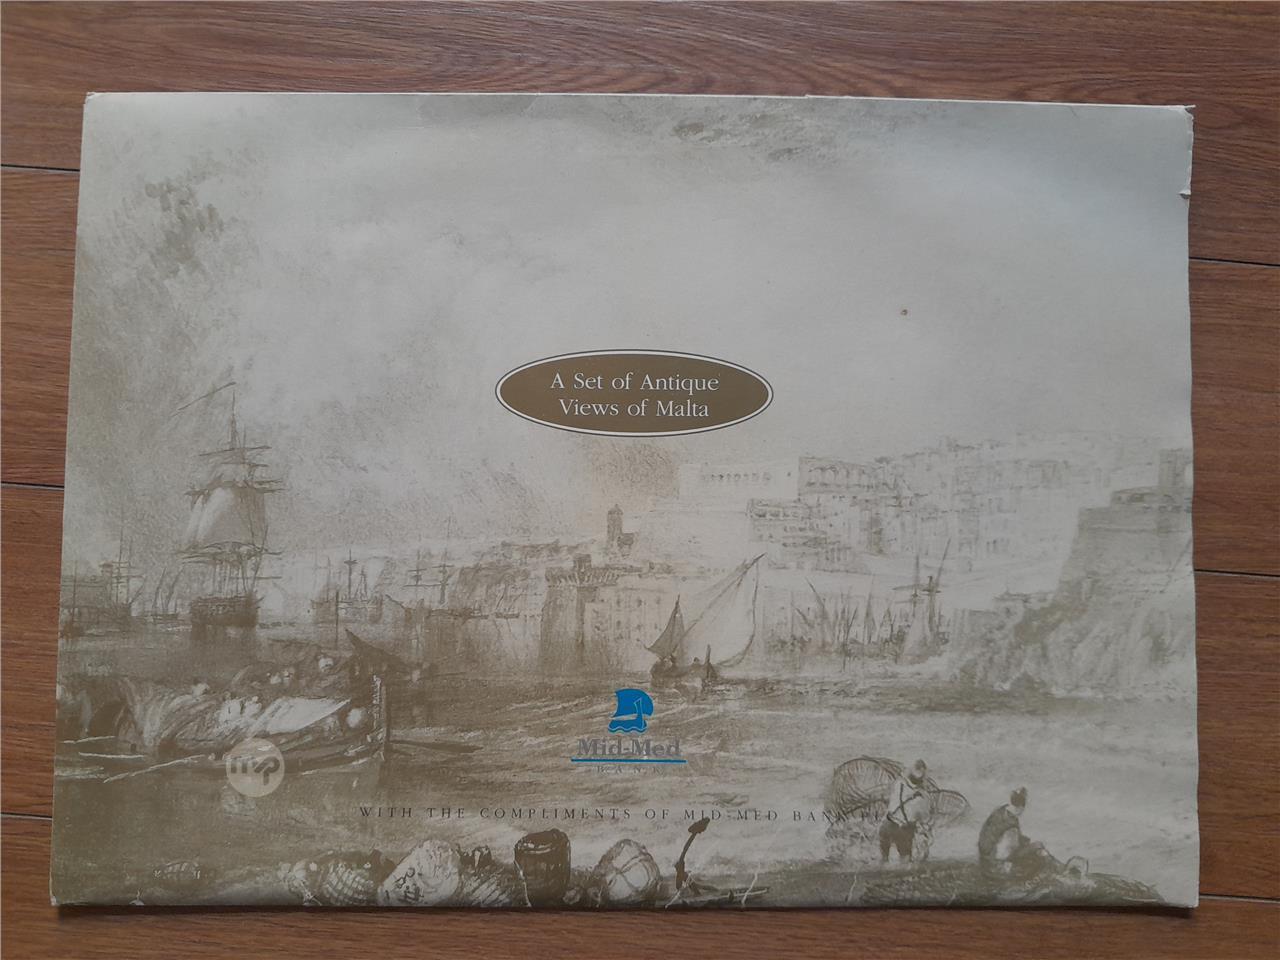 A Set of Antique
Views of Malta
Mid-Med
BANK
WITH THE COMPLIMENTS OF MID-MED BANK PLC